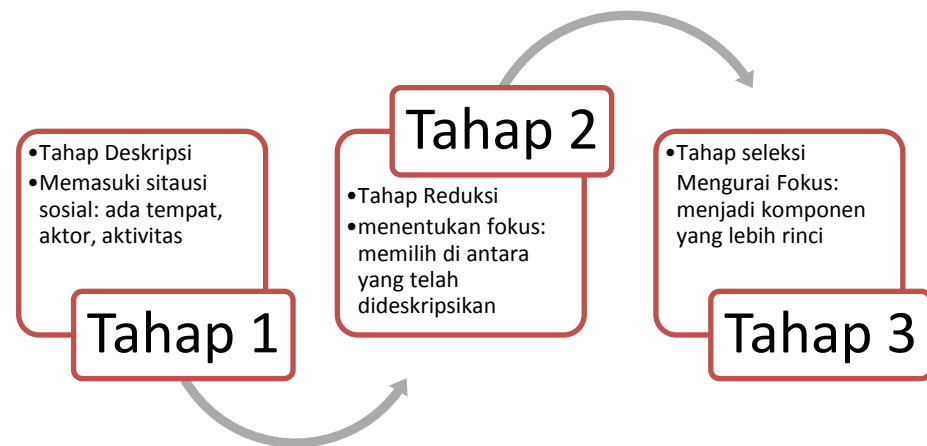 •Tahap Deskripsi
•Memasuki sitausi
sosial: ada tempat,
aktor, aktivitas
Tahap 1
Tahap 2
•Tahap Reduksi
•menentukan fokus:
memilih di antara
yang telah
dideskripsikan
•Tahap seleksi
Mengurai Fokus:
menjadi komponen
yang lebih rinci
Tahap 3